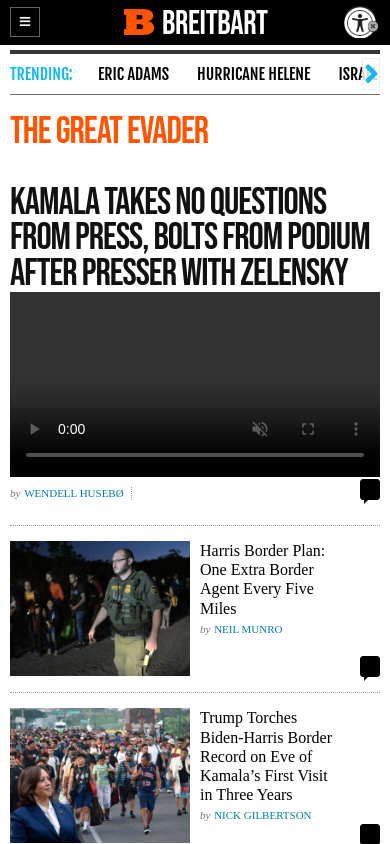 BREITBART
TRENDING:
ERIC ADAMS
HURRICANE HELENE
THE GREAT EVADER
KAMALA TAKES NO QUESTIONS
FROM PRESS, BOLTS FROM PODIUM
AFTER PRESSER WITH ZELENSKY
0:00
by WENDELL HUSEBØ
Harris Border Plan:
One Extra Border
Agent Every Five
Miles
by NEIL MUNRO
Trump Torches
Biden-Harris Border
Record on Eve of
Kamala’s First Visit
in Three Years
by NICK GILBERTSON